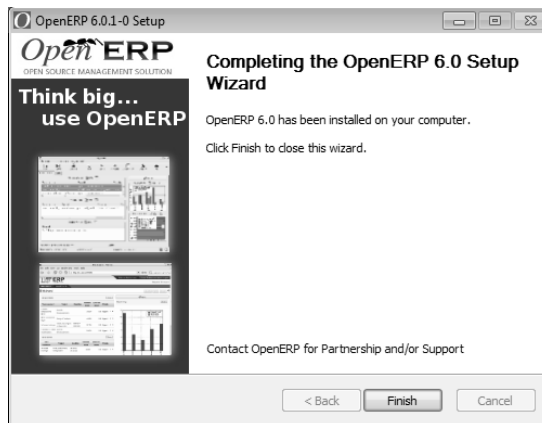 OpenERP 6.0.1-0 Setup
Open ERP
OPEN SOURCE MANAGEMENT SOLUTION
Think big...
use OpenERP
Completing the OpenERP 6.0 Setup
Wizard
OpenERP 6.0 has been installed on your computer.
Click Finish to close this wizard.
Contact OpenERP for Partnership and/or Support
< Back
Finish
Cancel